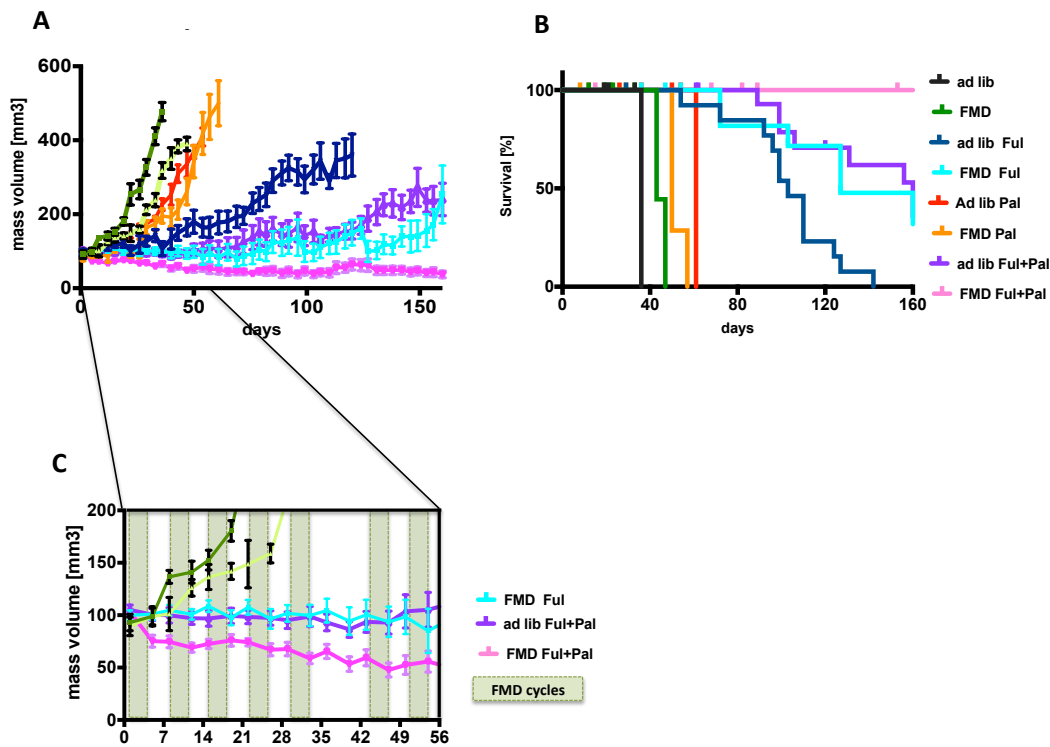 A
mass volume [mm3]
600
400
200
0
0
50
100
150
days
B
Survival [%]
100
50
0
0
40
80
120
160
days
ad lib
FMD
ad lib Ful
FMD Ful
Ad lib Pal
FMD Pal
ad lib Ful+Pal
FMD Ful+Pal
C
mass volume [mm3]
200
150
100
50
0
0
7
14
21
22
28
35
42
49
56
FMD Ful
ad lib Ful+Pal
FMD Ful+Pal
FMD cycles